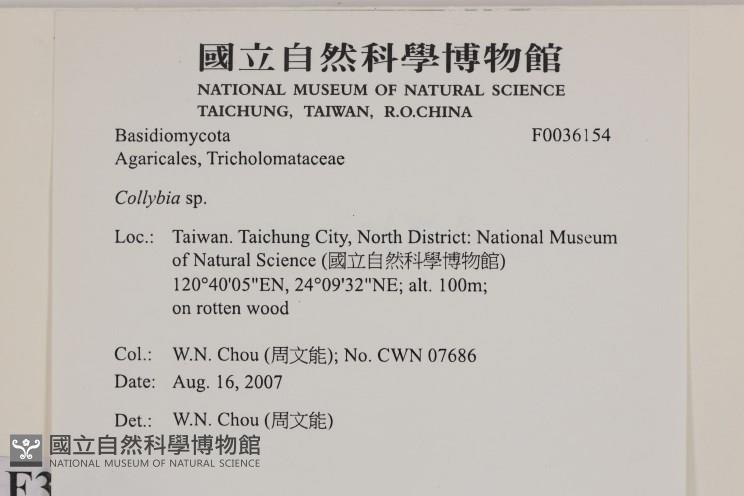 國立自然科學博物館
NATIONAL MUSEUM OF NATURAL SCIENCE
TAICHUNG, TAIWAN, R.O.CHINA
Basidiomycota F0036154
Agaricales, Tricholomataceae
Collybia sp.
Loc.: Taiwan. Taichung City, North District: National Museum
of Natural Science (國立自然科學博物館)
120°40'05"EN, 24°09'32"NE; alt. 100m;
on rotten wood
Col.: W.N. Chou (周文能); No. CWN 07686
Date: Aug. 16, 2007
Det.: W.N. Chou (周文能)
國立自然科學博物館
NATIONAL MUSEUM OF NATURAL SCIENCE